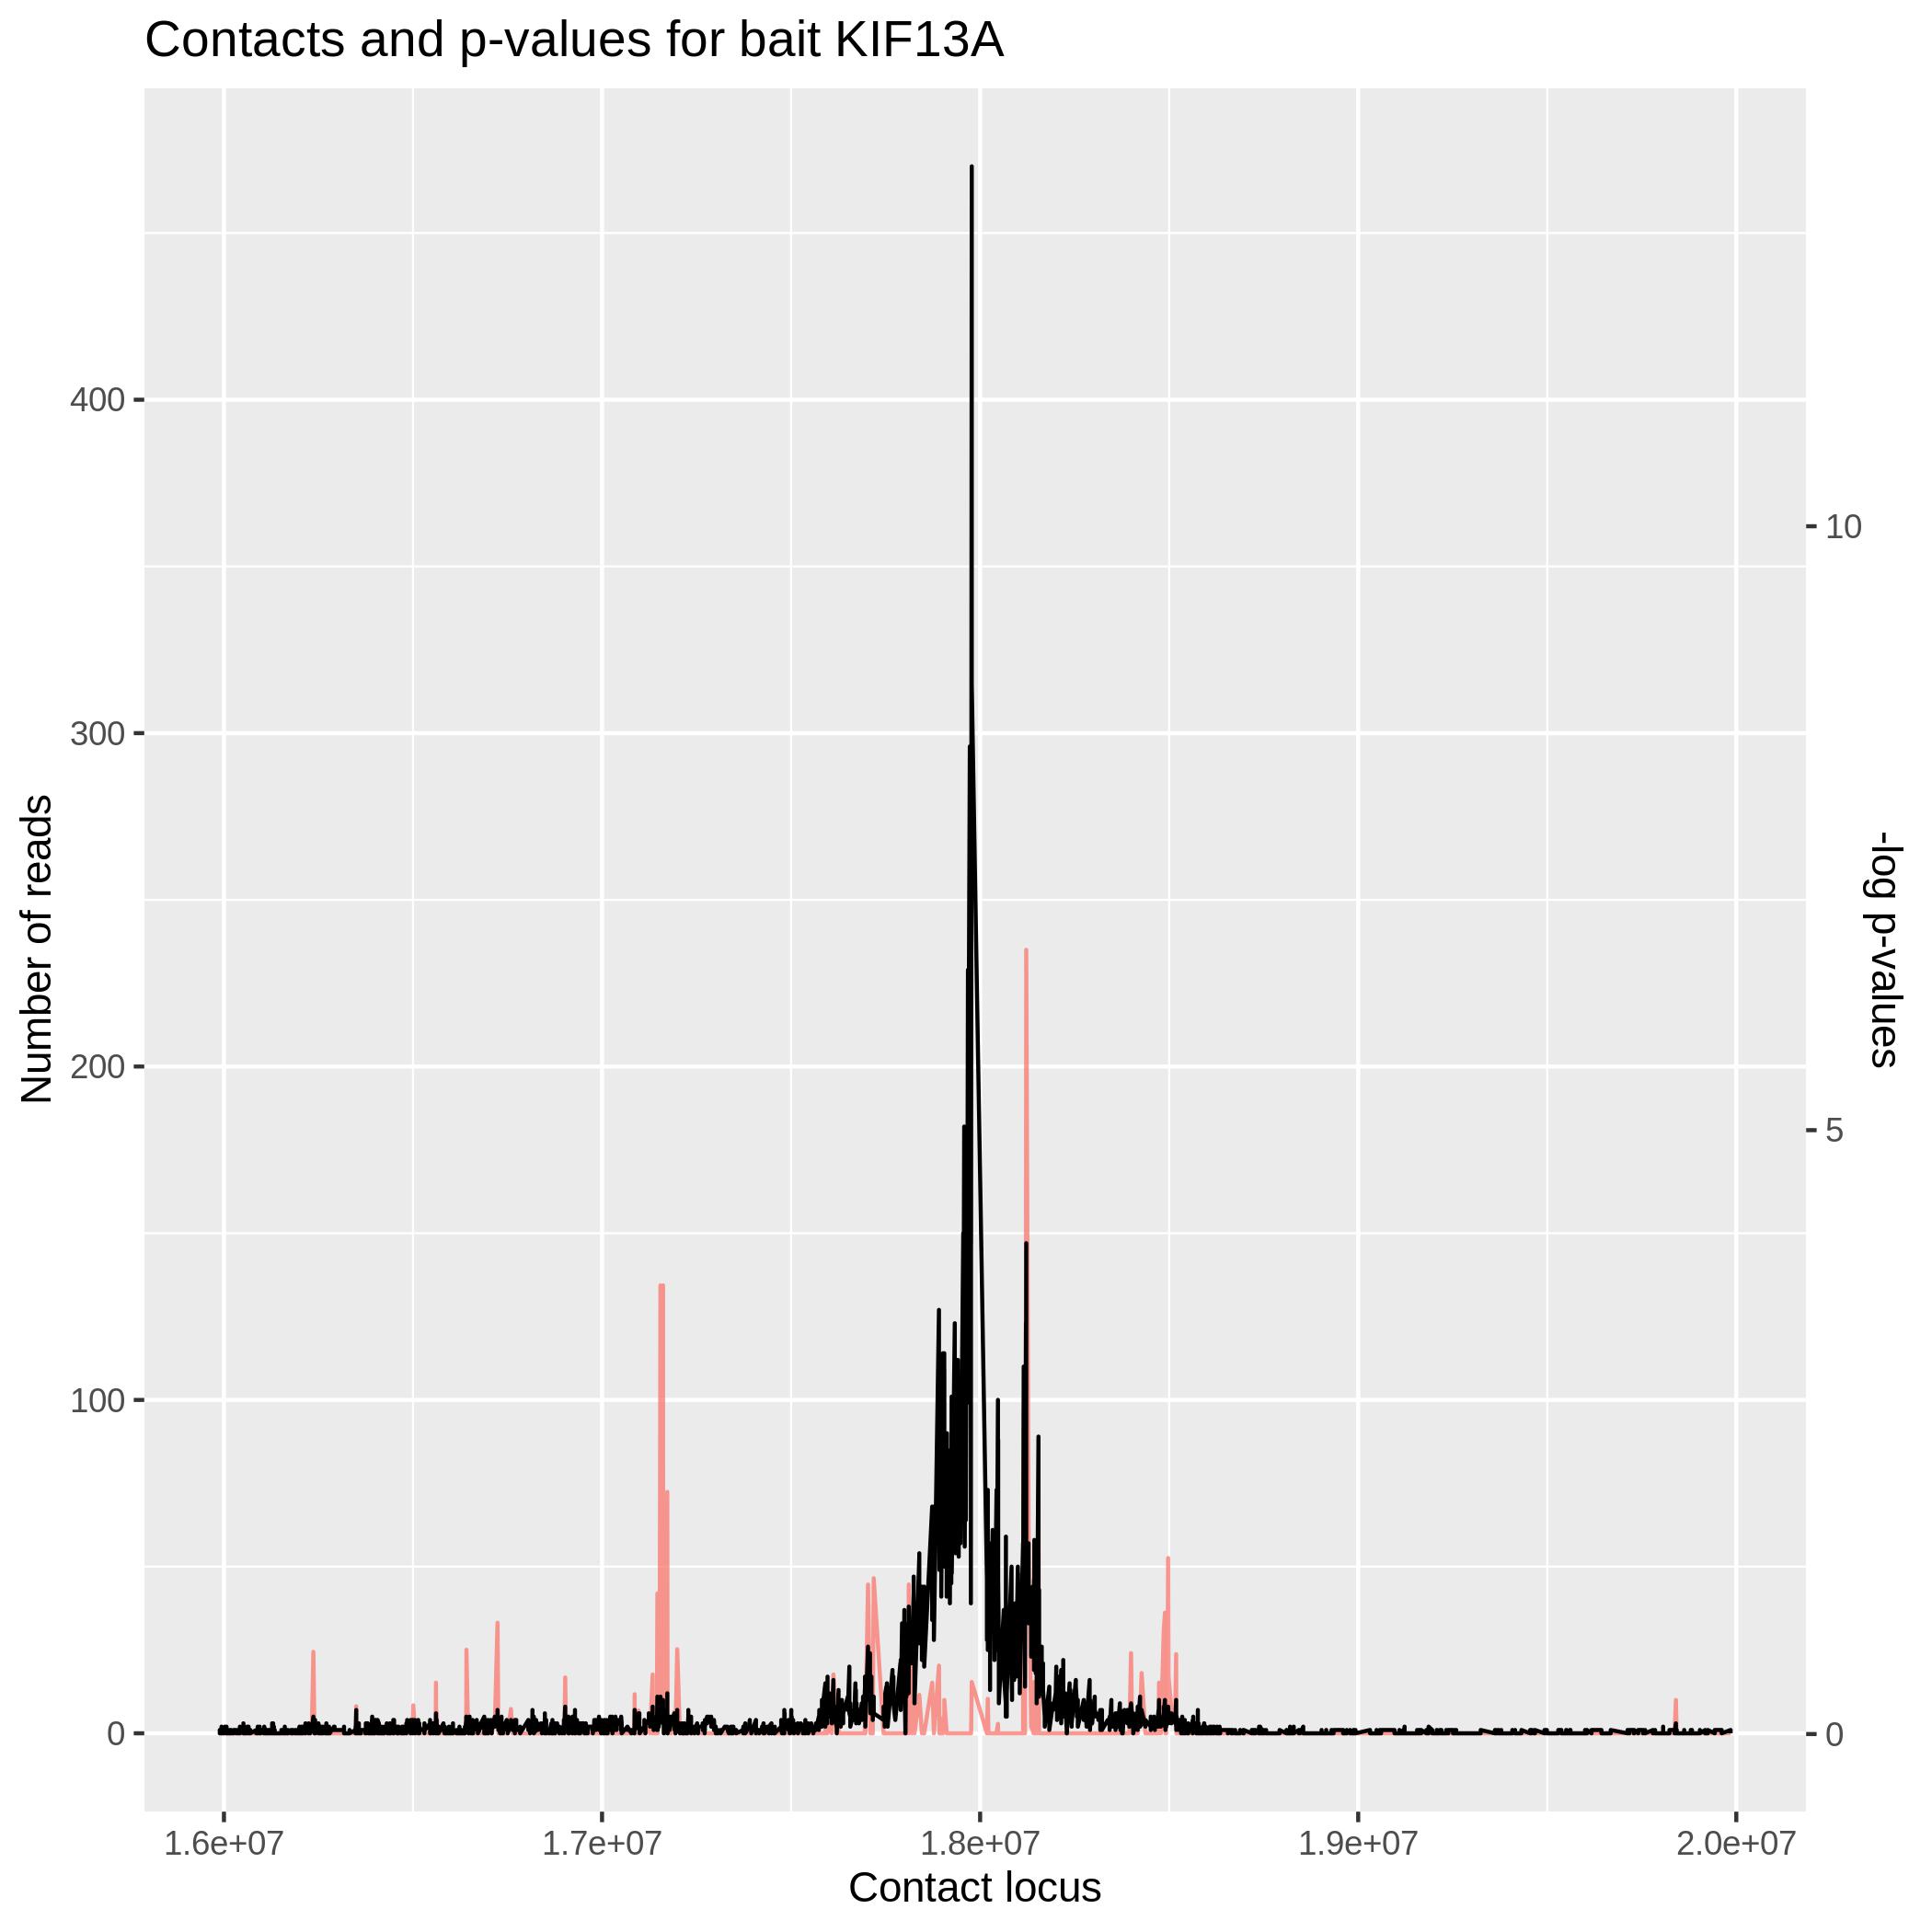 Contacts and p-values for bait KIF13A
Number of reads
400
300
200
100
0
10
5
0
-log p-values
1.6e+07
1.7e+07
1.8e+07
1.9e+07
2.0e+07
Contact locus